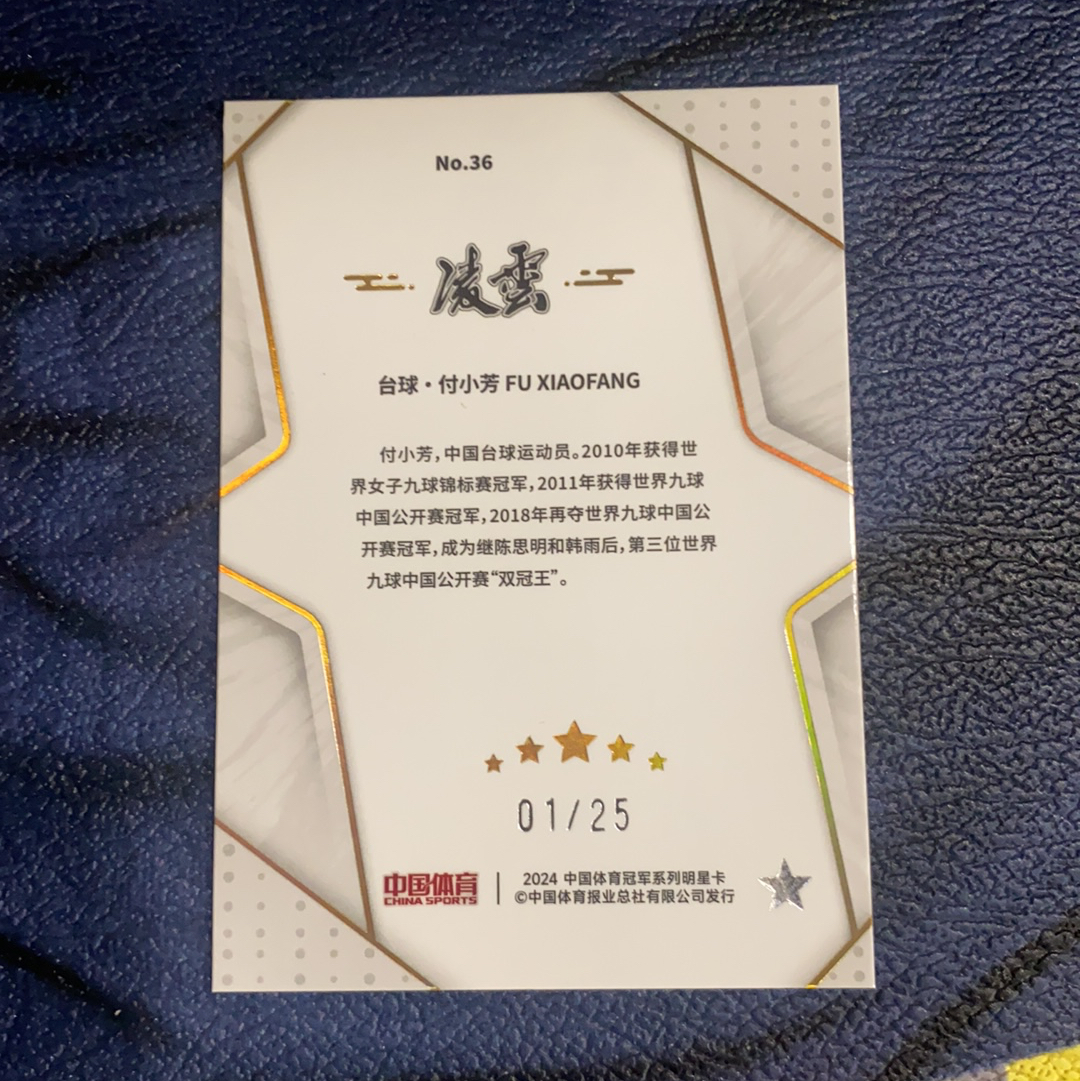 No.36
凌雲
台球·付小芳 FU XIAOFANG
付小芳,中国台球运动员。2010年获得世
界女子九球锦标赛冠军,2011年获得世界九球
中国公开赛冠军,2018年再夺世界九球中国公
开赛冠军,成为继陈思明和韩雨后,第三位世界
九球中国公开赛“双冠王”。
01/25
中国体育
CHINA SPORTS
2024 中国体育冠军系列明星卡
©中国体育报业总社有限公司发行